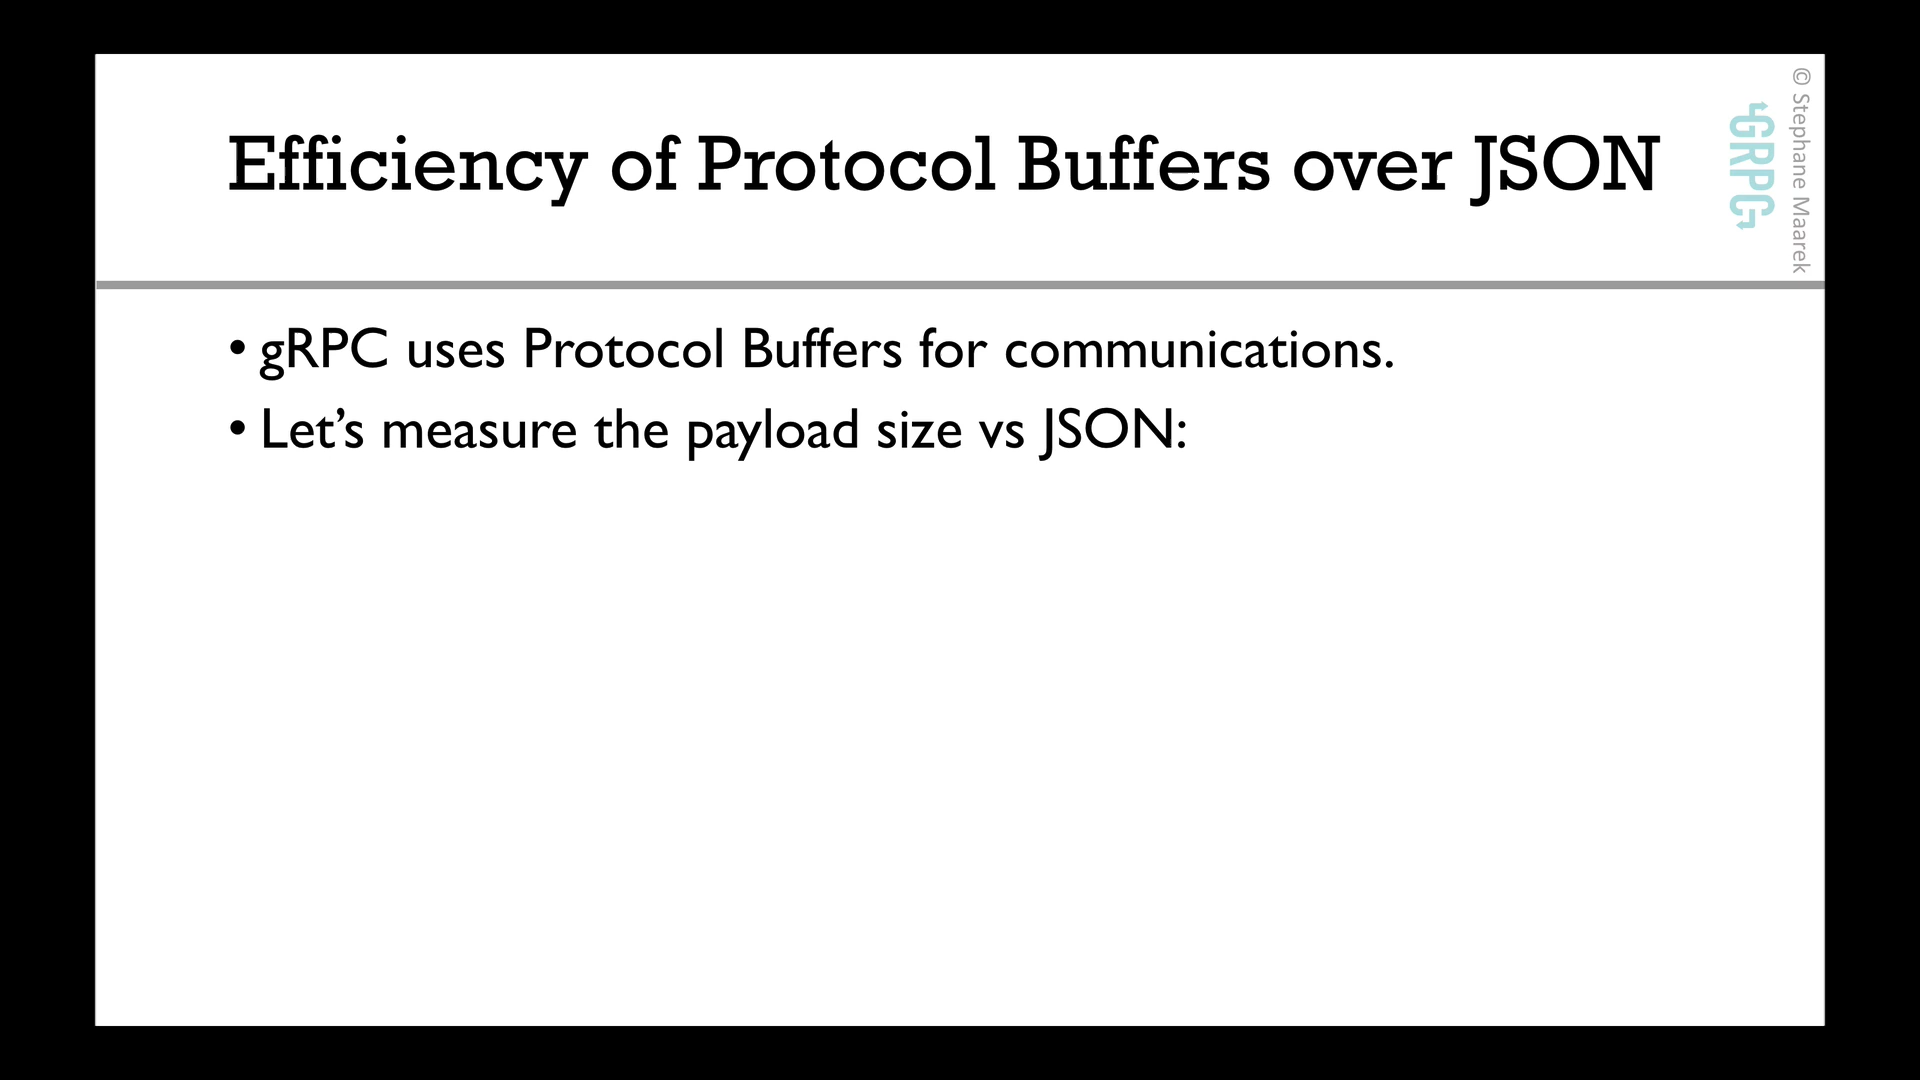 Efficiency of Protocol Buffers over JSON
GRPC
© Stephane Maarek
• gRPC uses Protocol Buffers for communications.
• Let’s measure the payload size vs JSON: